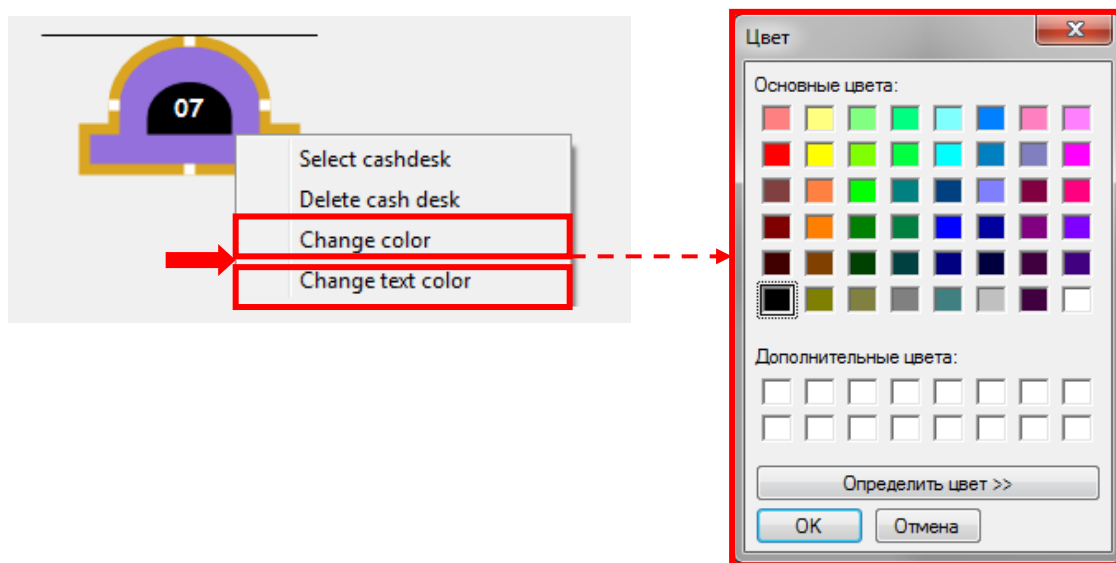 07
Select cashdesk
Delete cash desk
Change color
Change text color
Цвет
Основные цвета:
Дополнительные цвета:
Определить цвет >>
OK
Отмена